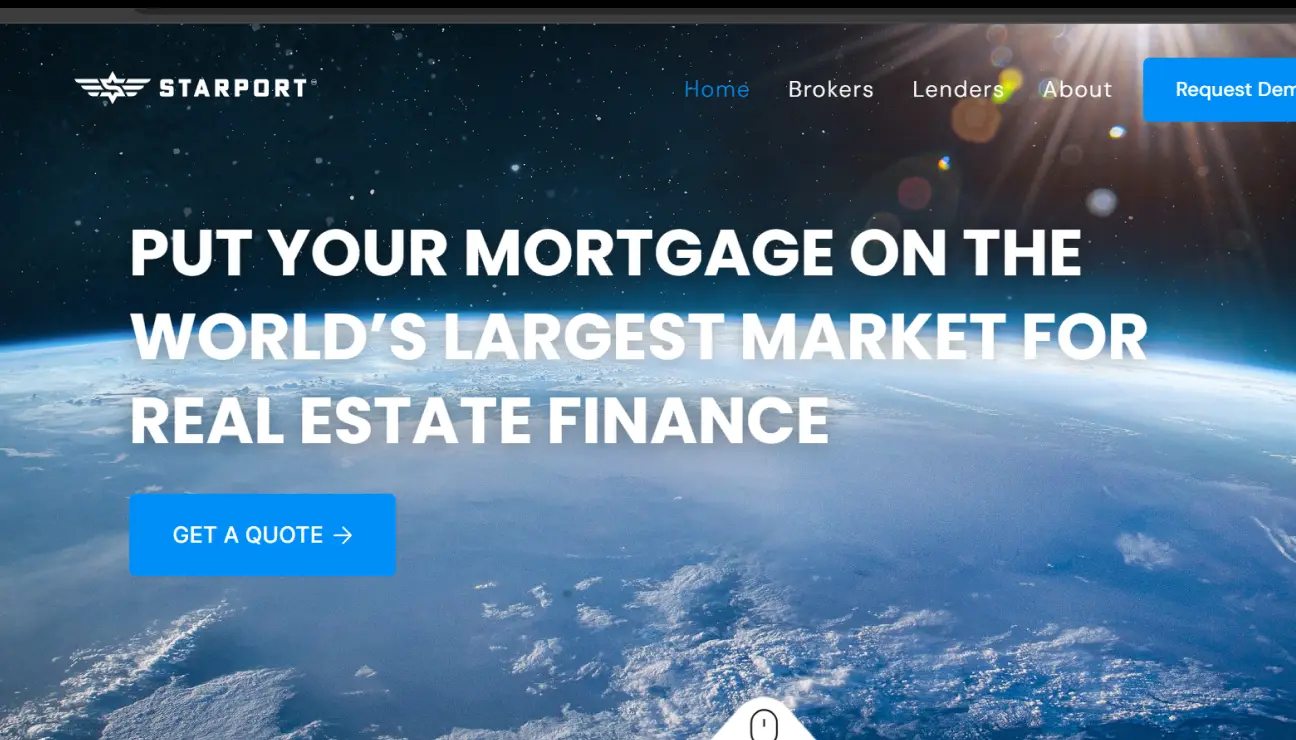 STARPORT
Home Brokers Lenders About Request Dem
PUT YOUR MORTGAGE ON THE
WORLD’S LARGEST MARKET FOR
REAL ESTATE FINANCE
GET A QUOTE →